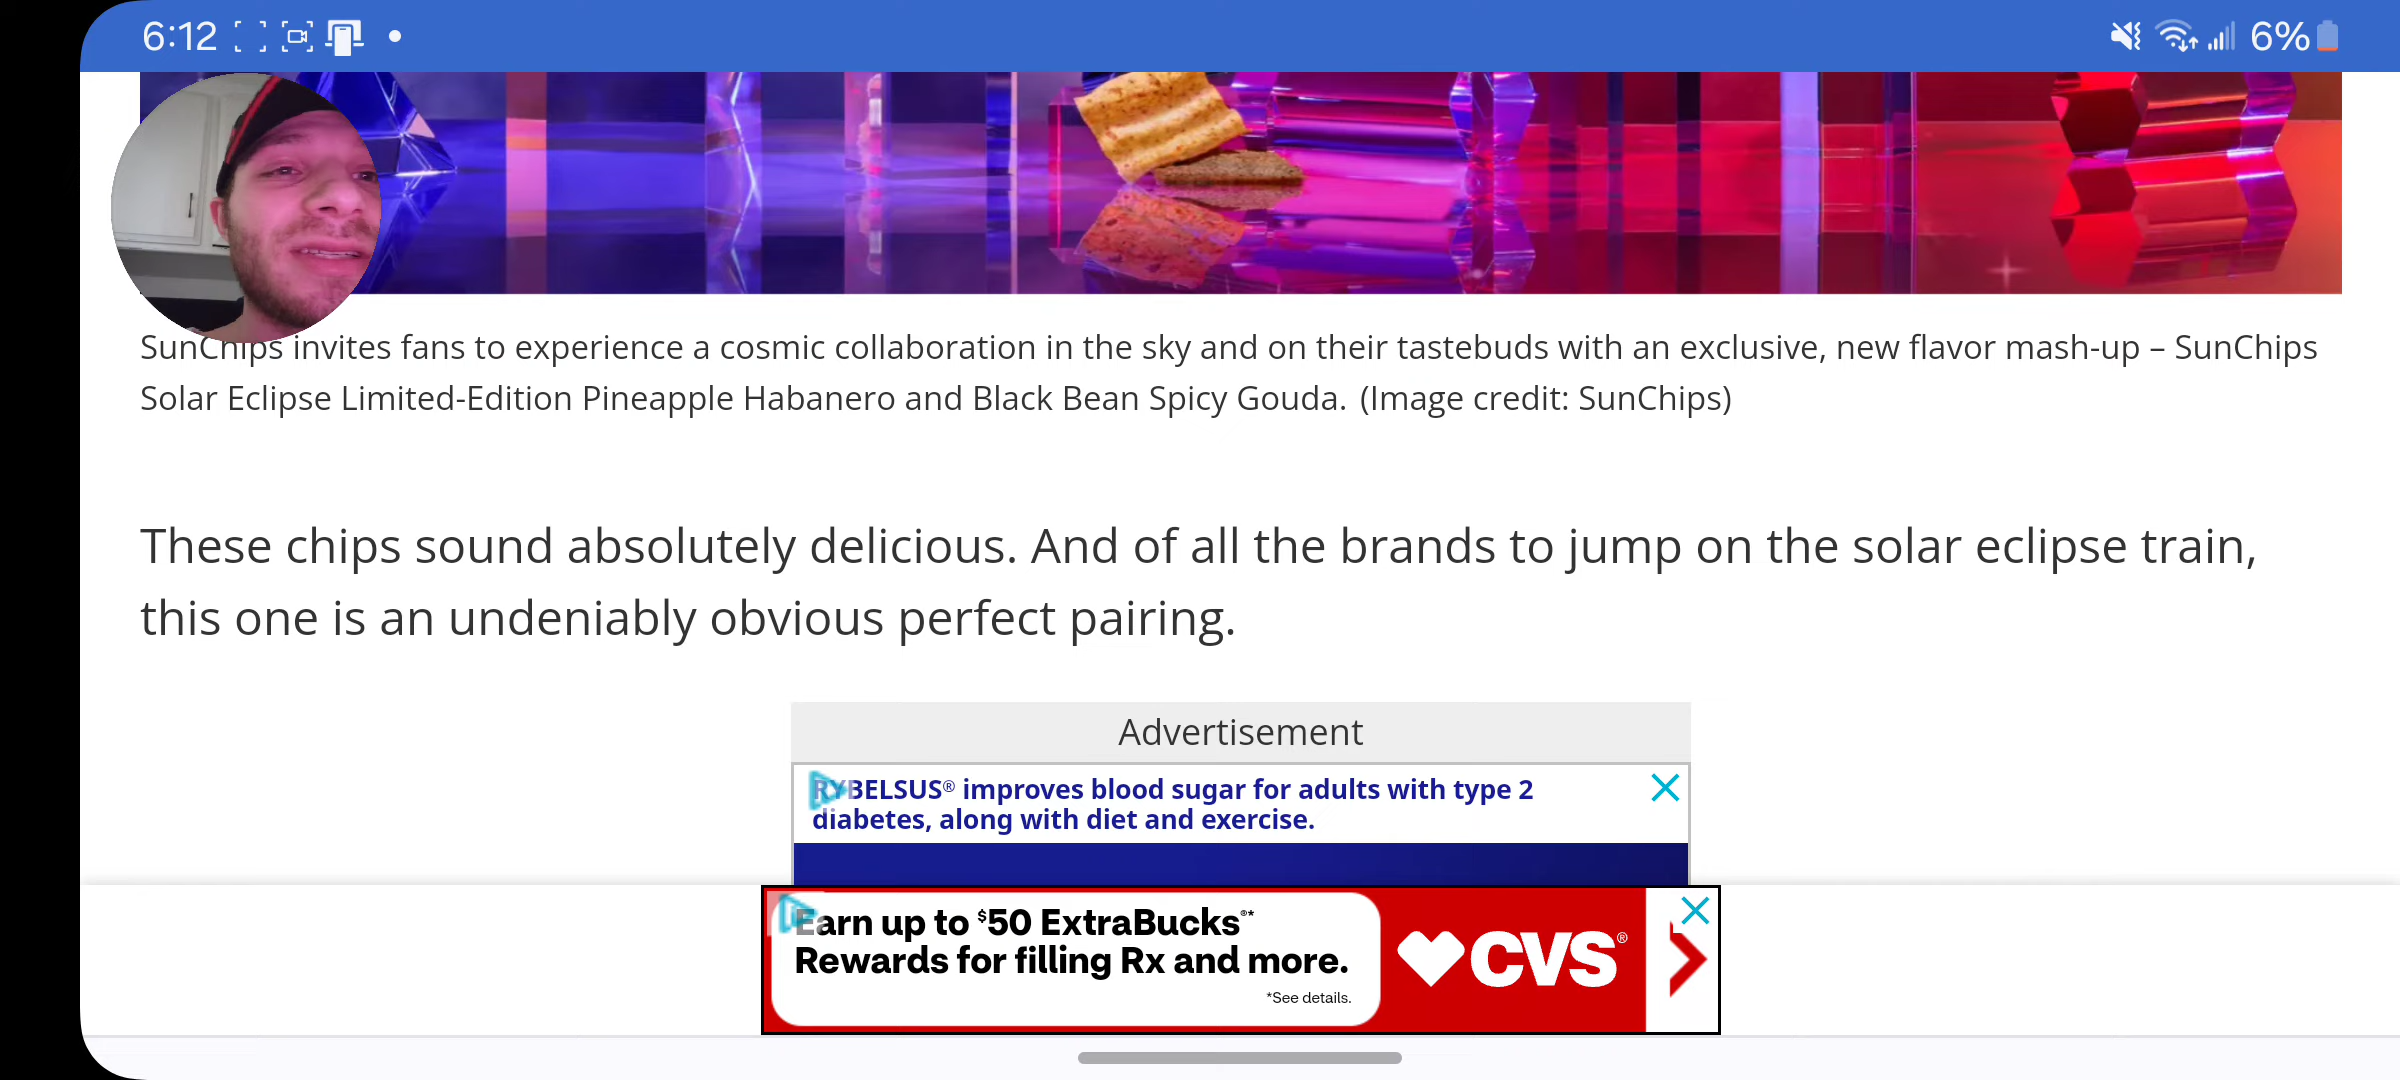 6:12
6%
SunChips invites fans to experience a cosmic collaboration in the sky and on their tastebuds with an exclusive, new flavor mash-up – SunChips
Solar Eclipse Limited-Edition Pineapple Habanero and Black Bean Spicy Gouda. (Image credit: SunChips)
These chips sound absolutely delicious. And of all the brands to jump on the solar eclipse train,
this one is an undeniably obvious perfect pairing.
Advertisement
RYBELSUS® improves blood sugar for adults with type 2
diabetes, along with diet and exercise.
Earn up to $50 ExtraBucks®*
Rewards for filling Rx and more.
*See details.
CVS®